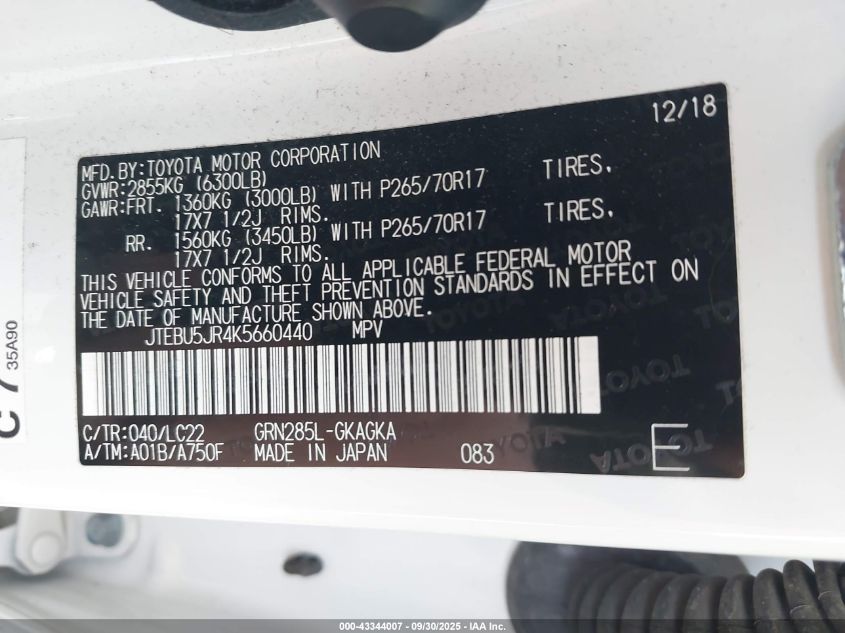 12/18
MFD.BY:TOYOTA MOTOR CORPORATION
GVWR:2855KG (6300LB)
GAWR:FRT. 1360KG (3000LB) WITH P265/70R17 TIRES.
17X7 1/2J RIMS.
RR. 1560KG (3450LB) WITH P265/70R17 TIRES.
17X7 1/2J RIMS.
THIS VEHICLE CONFORMS TO ALL APPLICABLE FEDERAL MOTOR
VEHICLE SAFETY AND THEFT PREVENTION STANDARDS IN EFFECT ON
THE DATE OF MANUFACTURE SHOWN ABOVE.
JTEBU5JR4K5660440 MPV
C/TR:040/LC22 GRN285L-GKAGKA
A/TM:A01B/A750F MADE IN JAPAN 083 E
35A90
TOYOTA
000-43344007 - 09/30/2025 - IAA Inc.